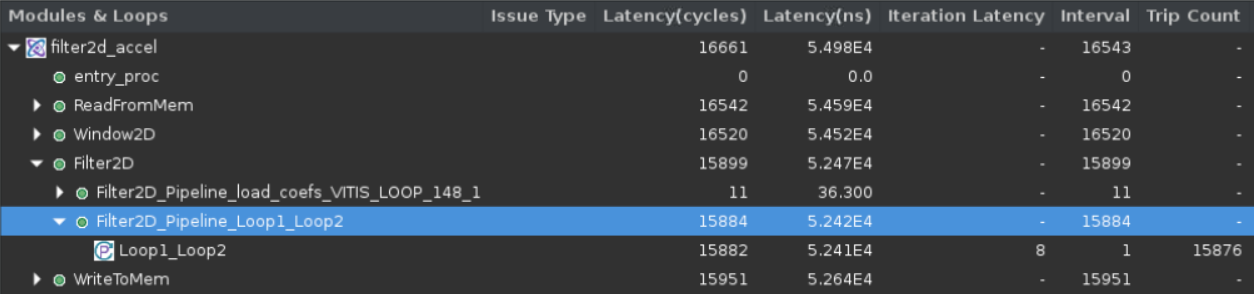 Modules & Loops Issue Type Latency(cycles) Latency(ns) Iteration Latency Interval Trip Count
filter2d_accel 16661 5.498E4 - 16543 -
entry_proc 0 0.0 - 0 -
ReadFromMem 16542 5.459E4 - 16542 -
Window2D 16520 5.452E4 - 16520 -
Filter2D 15899 5.247E4 - 15899 -
Filter2D_Pipeline_load_coefs_VITIS_LOOP_148_1 11 36.300 - 11 -
Filter2D_Pipeline_Loop1_Loop2 15884 5.242E4 - 15884 -
Loop1_Loop2 15882 5.241E4 8 1 15876
WriteToMem 15951 5.264E4 - 15951 -